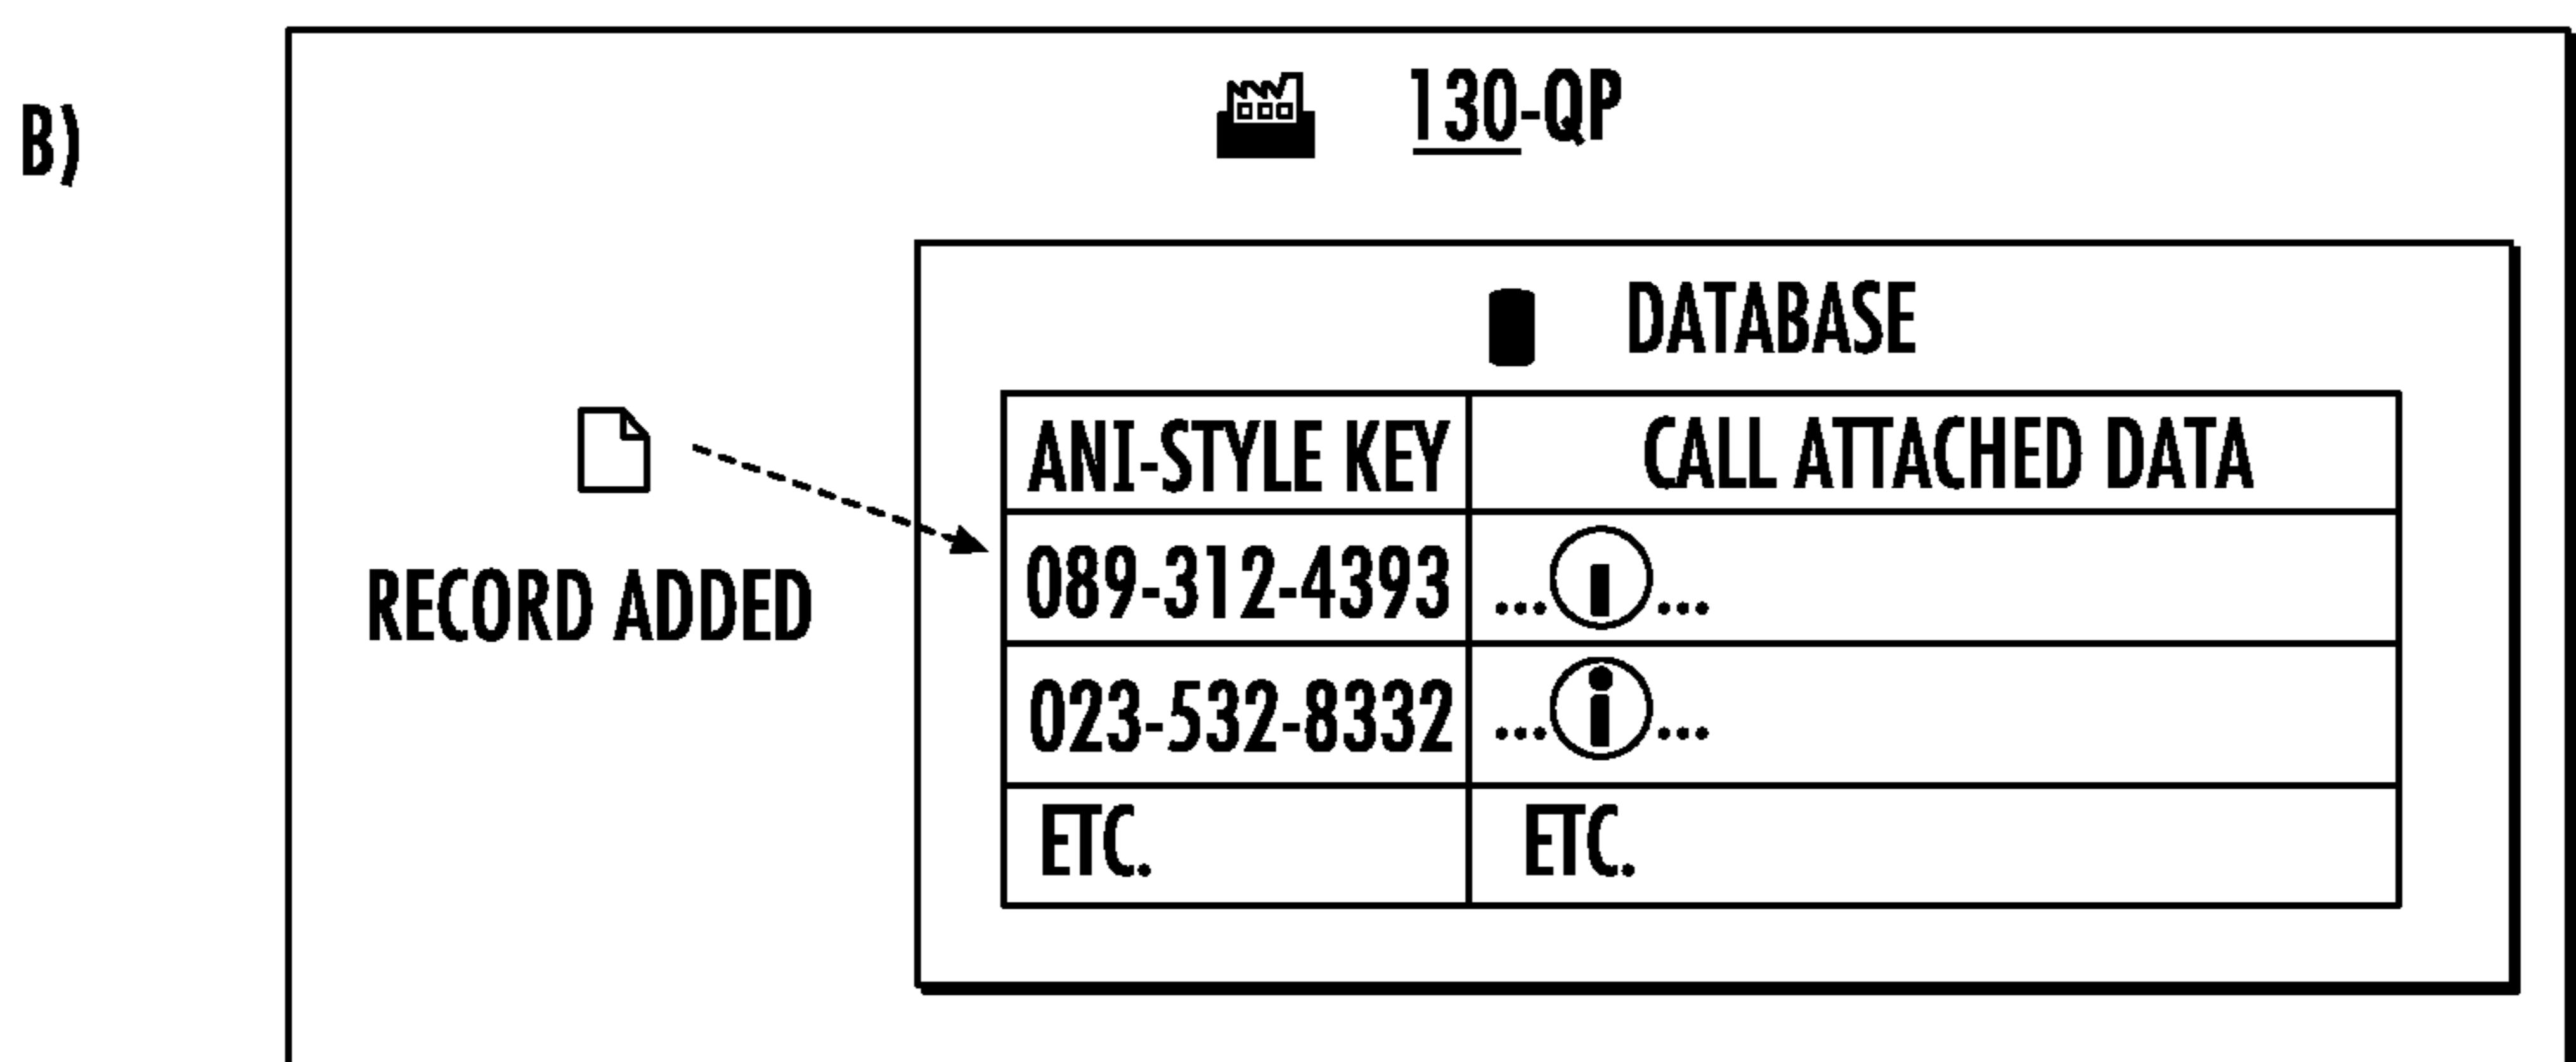 B)
130-QP
DATABASE
ANI-STYLE KEY CALL ATTACHED DATA
RECORD ADDED
089-312-4393 ...i...
023-532-8332 ...i...
ETC. ETC.